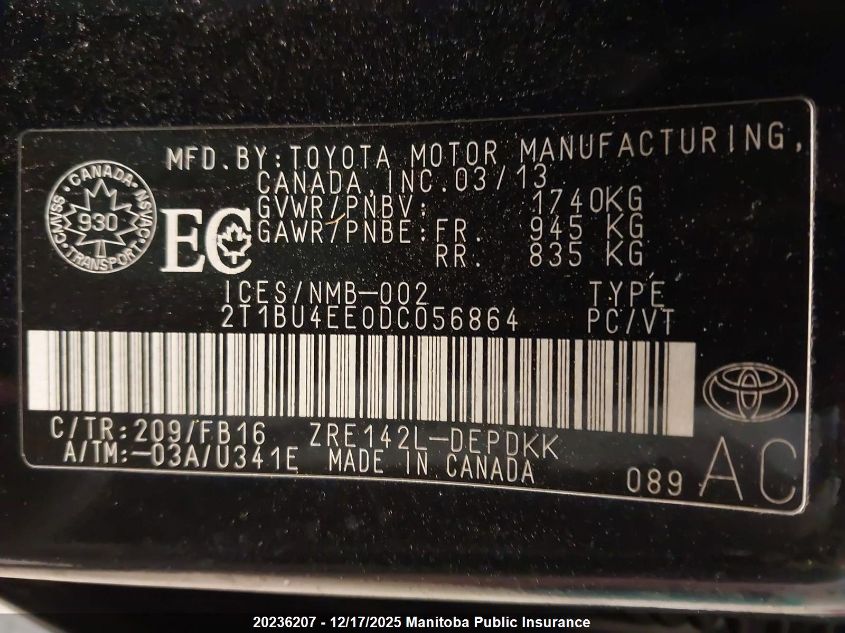 MFD.BY:TOYOTA MOTOR MANUFACTURING,
CANADA,INC.03/13
GVWR/PNBV: 1740KG
GAWR/PNBE:FR. 945 KG
RR. 835 KG
CANADA
NSVAC
TRANSPORT
CMVSS
930
EC
ICES/NMB-002 TYPE
2T1BU4EE0DC056864 PC/VT
C/TR:209/FB16 ZRE142L-DEPDKK
A/TM:-03A/U341E MADE IN CANADA
089 AC
20236207 - 12/17/2025 Manitoba Public Insurance